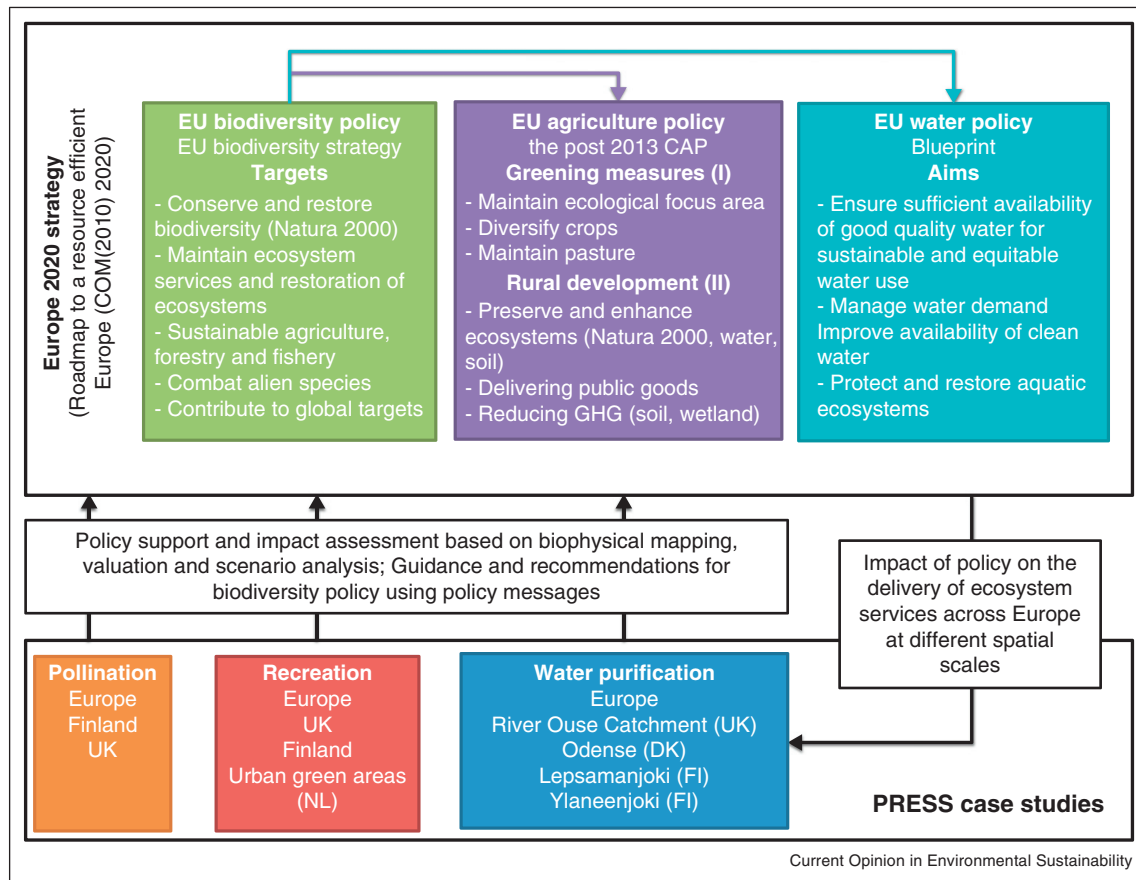 Europe 2020 strategy
(Roadmap to a resource efficient
Europe (COM(2010) 2020)
EU biodiversity policy
EU biodiversity strategy
Targets
- Conserve and restore
biodiversity (Natura 2000)
- Maintain ecosystem
services and restoration of
ecosystems
- Sustainable agriculture,
forestry and fishery
- Combat alien species
- Contribute to global targets
EU agriculture policy
the post 2013 CAP
Greening measures (I)
- Maintain ecological focus area
- Diversify crops
- Maintain pasture
Rural development (II)
- Preserve and enhance
ecosystems (Natura 2000, water,
soil)
- Delivering public goods
- Reducing GHG (soil, wetland)
EU water policy
Blueprint
Aims
- Ensure sufficient availability
of good quality water for
sustainable and equitable
water use
- Manage water demand
Improve availability of clean
water
- Protect and restore aquatic
ecosystems
Policy support and impact assessment based on biophysical mapping,
valuation and scenario analysis; Guidance and recommendations for
biodiversity policy using policy messages
Impact of policy on the
delivery of ecosystem
services across Europe
at different spatial
scales
Pollination
Europe
Finland
UK
Recreation
Europe
UK
Finland
Urban green areas
(NL)
Water purification
Europe
River Ouse Catchment (UK)
Odense (DK)
Lepsamanjoki (FI)
Ylaneenjoki (FI)
PRESS case studies
Current Opinion in Environmental Sustainability